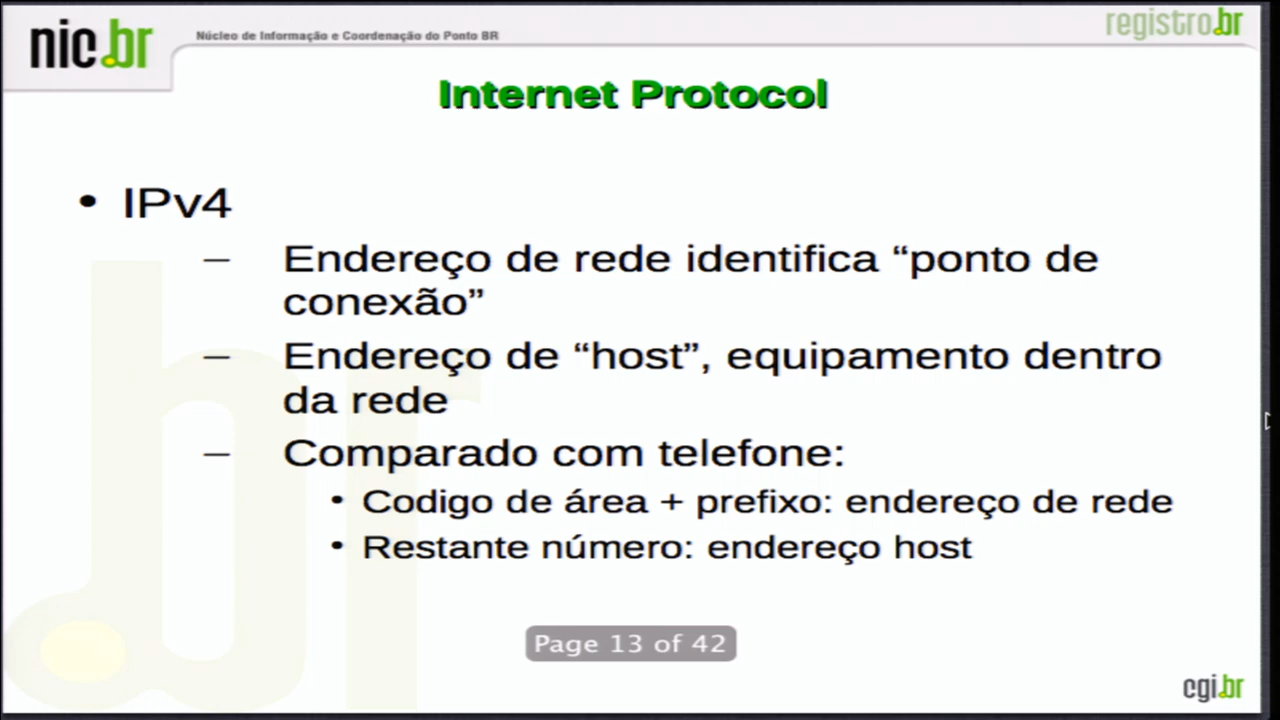 nic.br
Núcleo de Informação e Coordenação do Ponto BR
registro.br
Internet Protocol
• IPv4
– Endereço de rede identifica “ponto de
conexão”
– Endereço de “host”, equipamento dentro
da rede
– Comparado com telefone:
• Codigo de área + prefixo: endereço de rede
• Restante número: endereço host
Page 13 of 42
cgi.br